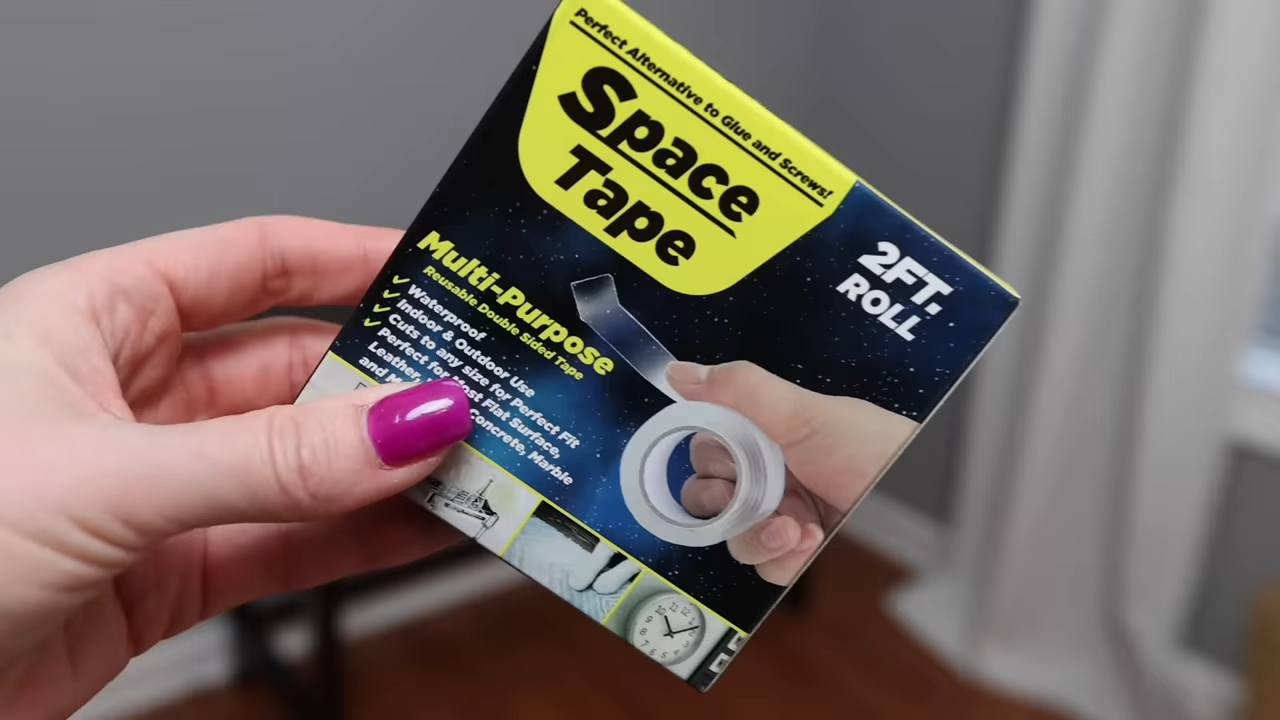 Perfect Alternative to Glue and Screws!
Space
Tape
2FT.
ROLL
Multi-Purpose
Reusable Double Sided Tape
Waterproof
Indoor & Outdoor Use
Cuts to any size for Perfect Fit
Perfect for Most Flat Surface,
Leather, Concrete, Marble
and